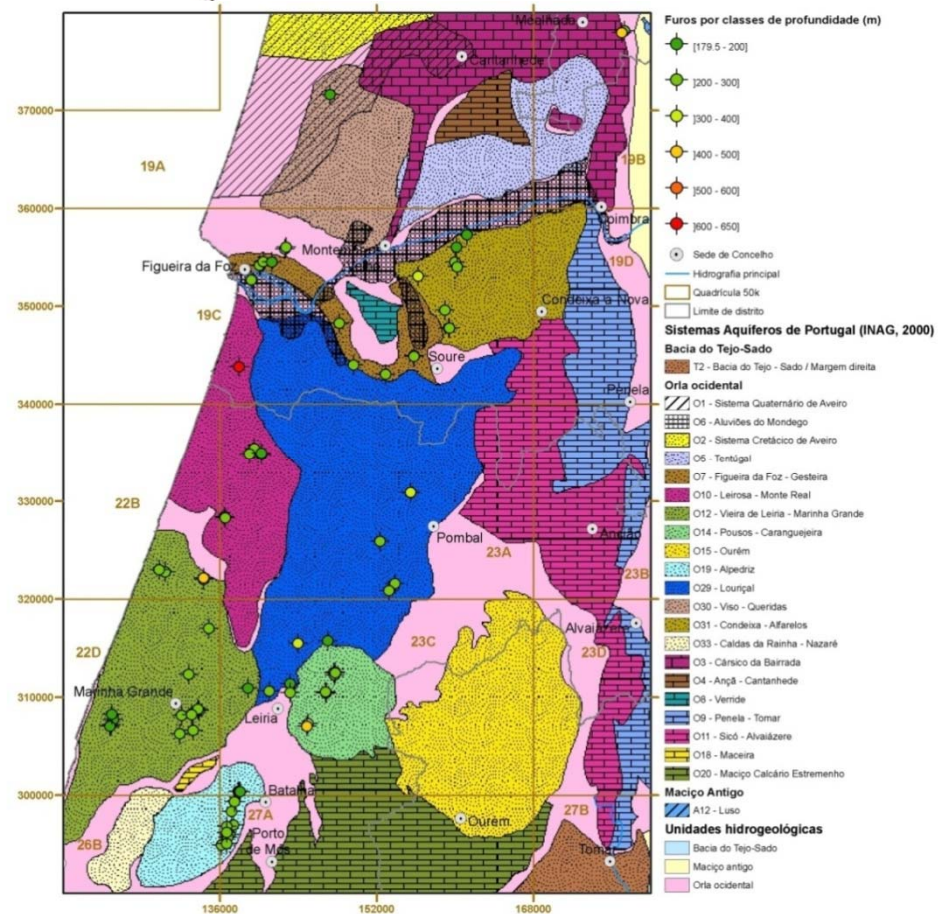 Mealhada
Cantanhede
370000
19A
19B
360000
Coimbra
Figueira da Foz
19D
350000
19C
Condeixa a Nova
Soure
Penela
340000
330000
22B
Pombal
23A
Ansião
23B
320000
22D
23C
Alvaiázere
23D
310000
Marinha Grande
Leiria
300000
Batalha
27A
27B
Ourém
26B
Porto
de Mós
Tomar
136000
152000
168000
Furos por classes de profundidade (m)
[179.5 - 200]
]200 - 300]
]300 - 400]
]400 - 500]
]500 - 600]
]600 - 650]
Sede de Concelho
Hidrografia principal
Quadrícula 50k
Limite de distrito
Sistemas Aquíferos de Portugal (INAG, 2000)
Bacia do Tejo-Sado
T2 - Bacia do Tejo - Sado / Margem direita
Orla ocidental
O1 - Sistema Quaternário de Aveiro
O6 - Aluviões do Mondego
O2 - Sistema Cretácico de Aveiro
O5 - Tentúgal
O7 - Figueira da Foz - Gesteira
O10 - Leirosa - Monte Real
O12 - Vieira de Leiria - Marinha Grande
O14 - Pousos - Caranguejeira
O15 - Ourém
O19 - Alpedriz
O29 - Louriçal
O30 - Viso - Queridas
O31 - Condeixa - Alfarelos
O33 - Caldas da Rainha - Nazaré
O3 - Cársico da Bairrada
O4 - Ançã - Cantanhede
O8 - Verride
O9 - Penela - Tomar
O11 - Sicó - Alvaiázere
O18 - Maceira
O20 - Maciço Calcário Estremenho
Maciço Antigo
A12 - Luso
Unidades hidrogeológicas
Bacia do Tejo-Sado
Maciço antigo
Orla ocidental